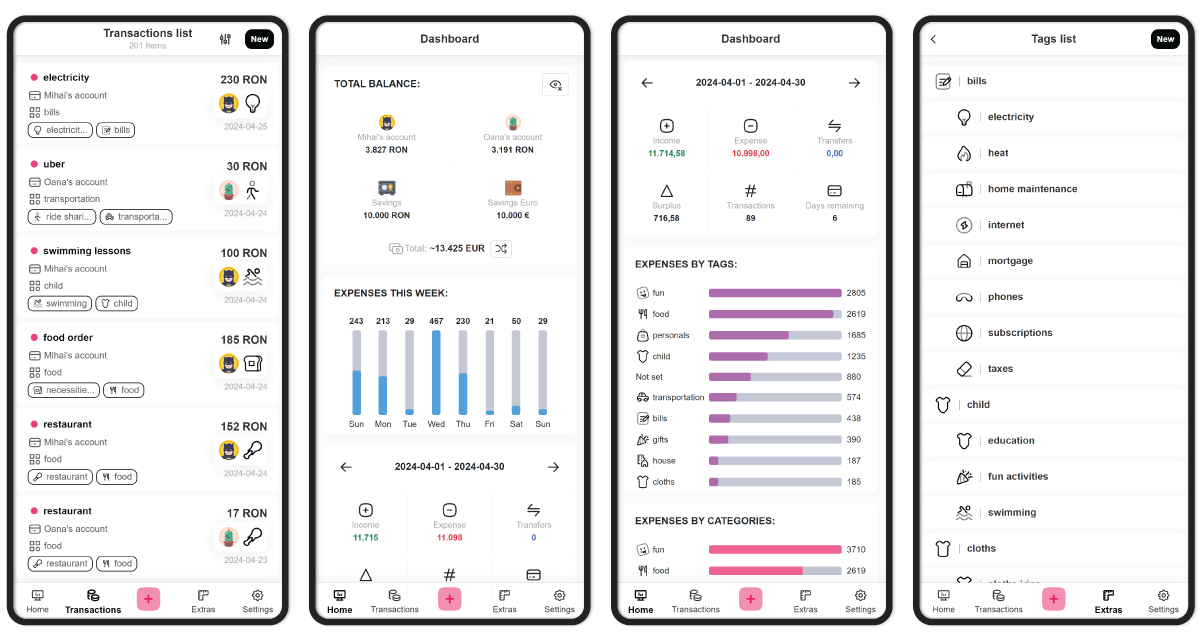 Transactions list
201 Items
New
electricity
230 RON
Mihai's account
bills
electricit...
bills
2024-04-25
uber
30 RON
Oana's account
transportation
ride shari...
transporta...
2024-04-24
swimming lessons
100 RON
Mihai's account
child
swimming
child
2024-04-24
food order
185 RON
Mihai's account
food
necessitie...
food
2024-04-24
restaurant
152 RON
Mihai's account
food
restaurant
food
2024-04-24
restaurant
17 RON
Oana's account
food
restaurant
food
2024-04-23
Home
Transactions
+
Extras
Settings
Dashboard
TOTAL BALANCE:
Mihai's account
3.827 RON
Oana's account
3.191 RON
Savings
10.000 RON
Savings Euro
10.000 €
Total: ~13.425 EUR
EXPENSES THIS WEEK:
243 213 29 467 230 21 50 29
Sun Mon Tue Wed Thu Fri Sat Sun
2024-04-01 - 2024-04-30
Income
11.715
Expense
11.098
Transfers
0
#
Home
Transactions
+
Extras
Settings
Dashboard
2024-04-01 - 2024-04-30
Income
11.714,58
Expense
10.998,00
Transfers
0,00
Surplus
716,58
#
Transactions
89
Days remaining
6
EXPENSES BY TAGS:
fun 2805
food 2619
personals 1685
child 1235
Not set 880
transportation 574
bills 438
gifts 390
house 187
cloths 185
EXPENSES BY CATEGORIES:
fun 3710
food 2619
Home
Transactions
+
Extras
Settings
Tags list
New
bills
electricity
heat
home maintenance
internet
mortgage
phones
subscriptions
taxes
child
education
fun activities
swimming
cloths
Home
Transactions
+
Extras
Settings